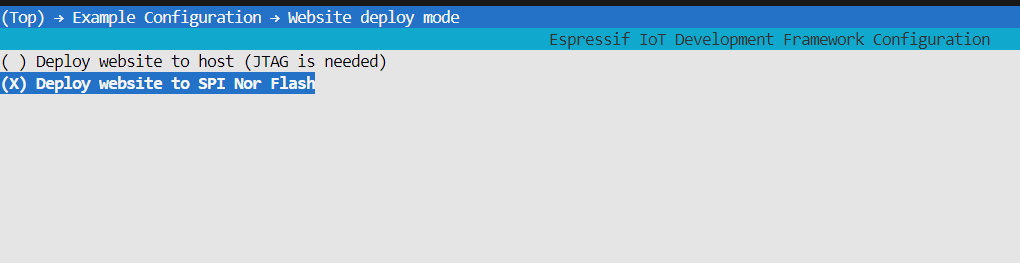 (Top) → Example Configuration → Website deploy mode
Espressif IoT Development Framework Configuration
( ) Deploy website to host (JTAG is needed)
(X) Deploy website to SPI Nor Flash